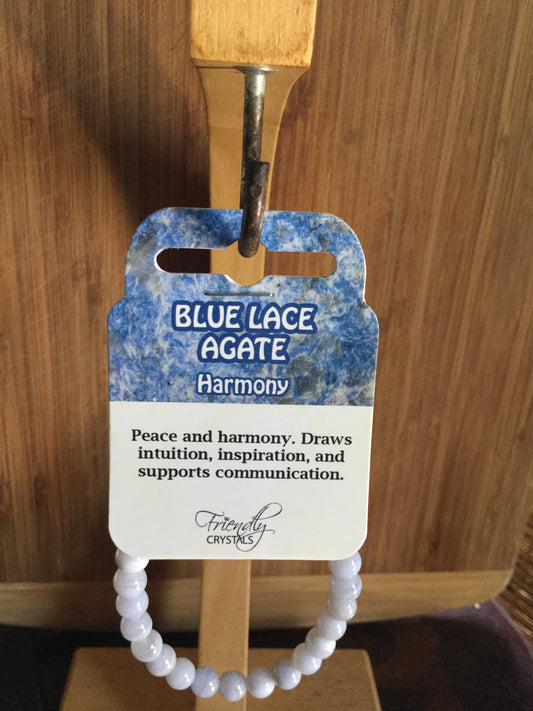 BLUE LACE
AGATE
Harmony
Peace and harmony. Draws
intuition, inspiration, and
supports communication.
Friendly
CRYSTALS